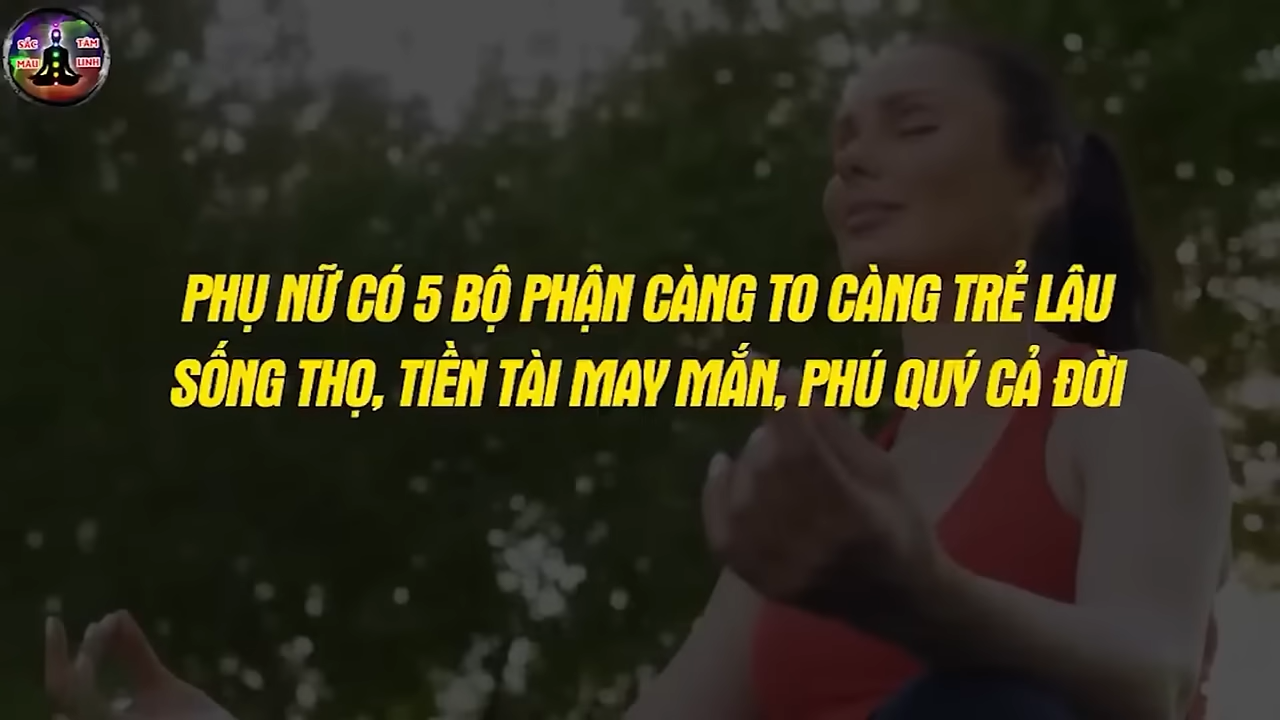 SẮC TÂM
MÀU LINH
PHỤ NỮ CÓ 5 BỘ PHẬN CÀNG TO CÀNG TRẺ LÂU
SỐNG THỌ, TIỀN TÀI MAY MẮN, PHÚ QUÝ CẢ ĐỜI